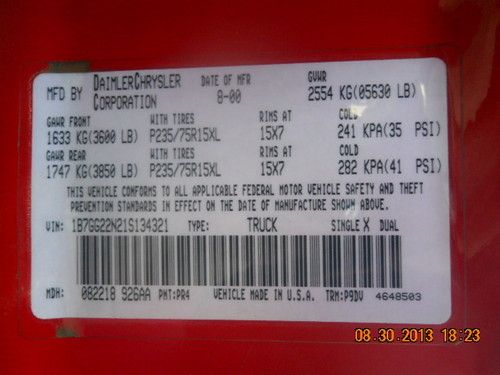 MFD BY DAIMLERCHRYSLER CORPORATION DATE OF MFR 8-00 GVWR 2554 KG(05630 LB)
GAWR FRONT WITH TIRES RIMS AT COLD
1633 KG(3600 LB) P235/75R15XL 15X7 241 KPA(35 PSI)
GAWR REAR WITH TIRES RIMS AT COLD
1747 KG(3850 LB) P235/75R15XL 15X7 282 KPA(41 PSI)
THIS VEHICLE CONFORMS TO ALL APPLICABLE FEDERAL MOTOR VEHICLE SAFETY AND THEFT
PREVENTION STANDARDS IN EFFECT ON THE DATE OF MANUFACTURE SHOWN ABOVE.
VIN: 1B7GG22N21S134321 TYPE: TRUCK SINGLE X DUAL
MDH: 082218 926AA PNT:PR4 VEHICLE MADE IN U.S.A. TRM:P9DV 4648503
08.30.2013 18:23